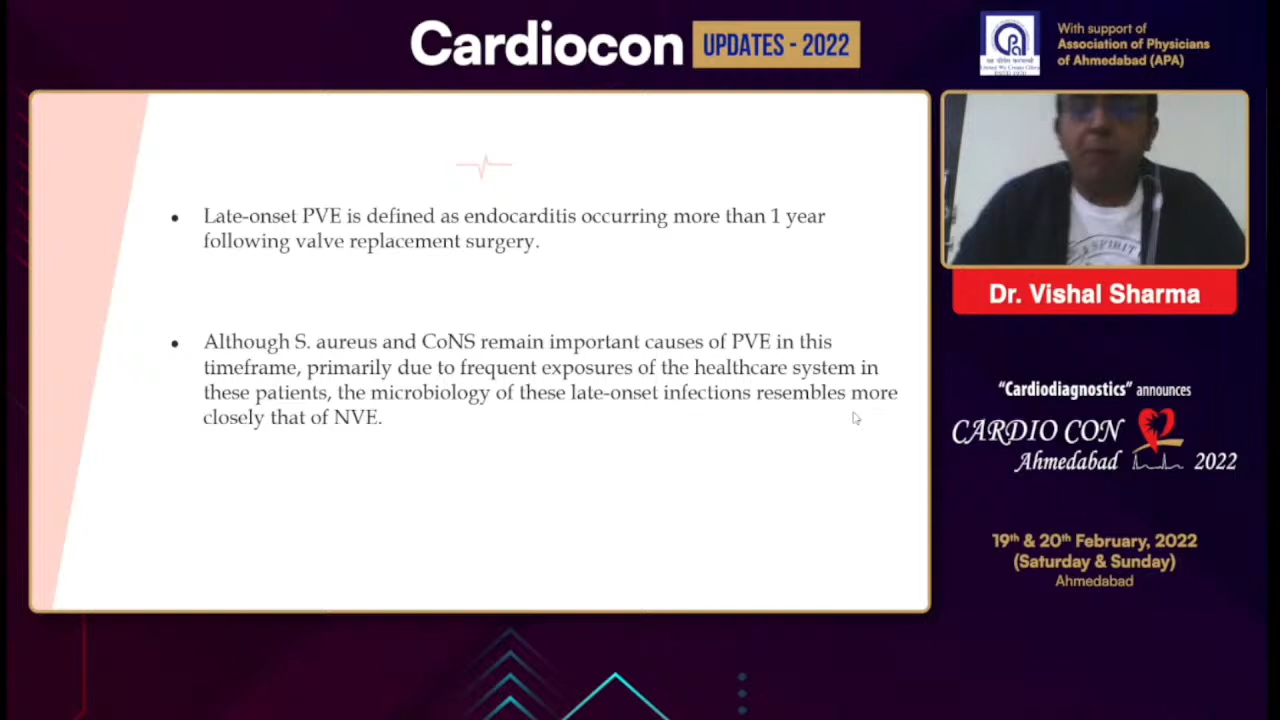 Cardiocon UPDATES - 2022
With support of
Association of Physicians
of Ahmedabad (APA)
• Late-onset PVE is defined as endocarditis occurring more than 1 year
following valve replacement surgery.
• Although S. aureus and CoNS remain important causes of PVE in this
timeframe, primarily due to frequent exposures of the healthcare system in
these patients, the microbiology of these late-onset infections resembles more
closely that of NVE.
SPIRIT
Dr. Vishal Sharma
“Cardiodiagnostics” announces
CARDIO CON
Ahmedabad 2022
19th & 20th February, 2022
(Saturday & Sunday)
Ahmedabad